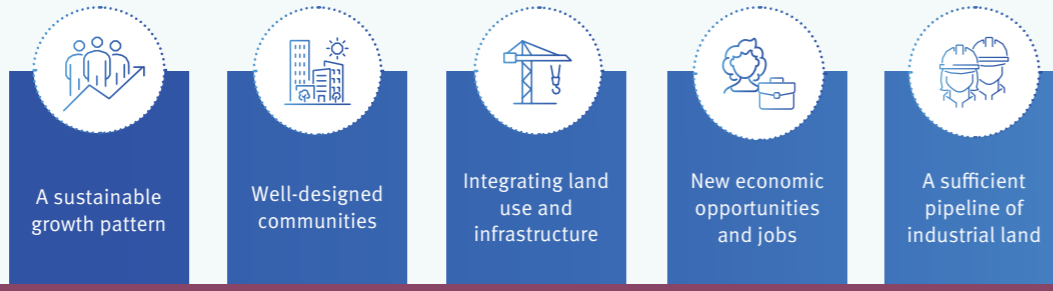 A sustainable
growth pattern
Well-designed
communities
Integrating land
use and
infrastructure
New economic
opportunities
and jobs
A sufficient
pipeline of
industrial land